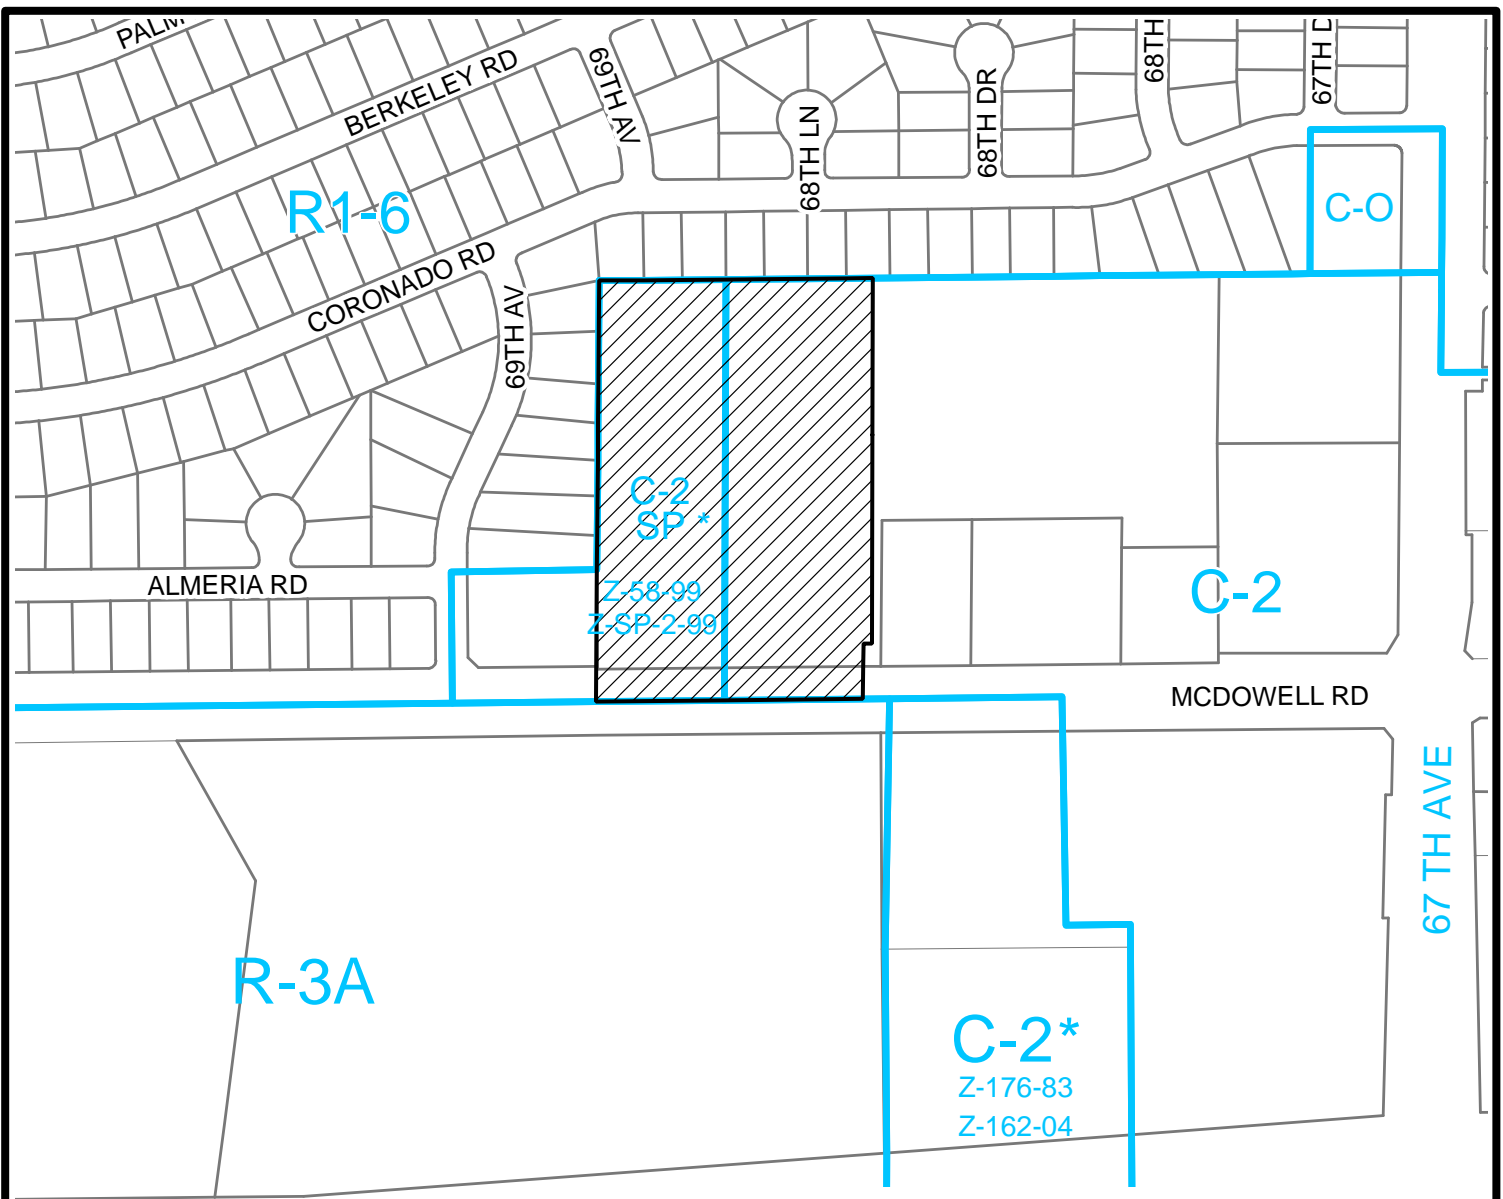 PALM
BERKELEY RD
69TH AV
68TH LN
68TH DR
68TH
67TH D
R1-6
C-O
CORONADO RD
69TH AV
C-2
SP *
Z-58-99
Z-SP-2-99
ALMERIA RD
C-2
MCDOWELL RD
67 TH AVE
R-3A
C-2*
Z-176-83
Z-162-04